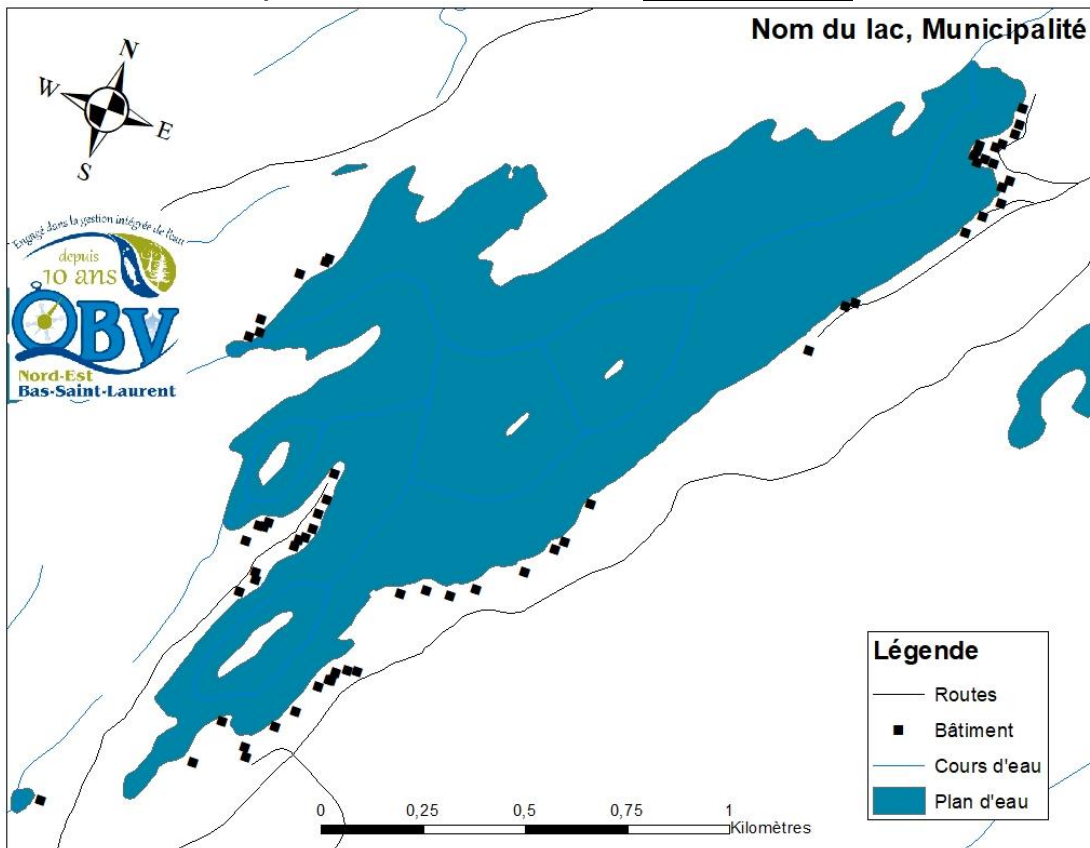 Nom du lac, Municipalité
N
W
E
S
Engagé dans la gestion intégrée de l'eau
depuis
10 ans
OBV
Nord-Est
Bas-Saint-Laurent
Légende
Routes
Bâtiment
Cours d'eau
Plan d'eau
0 0,25 0,5 0,75 1
Kilomètres